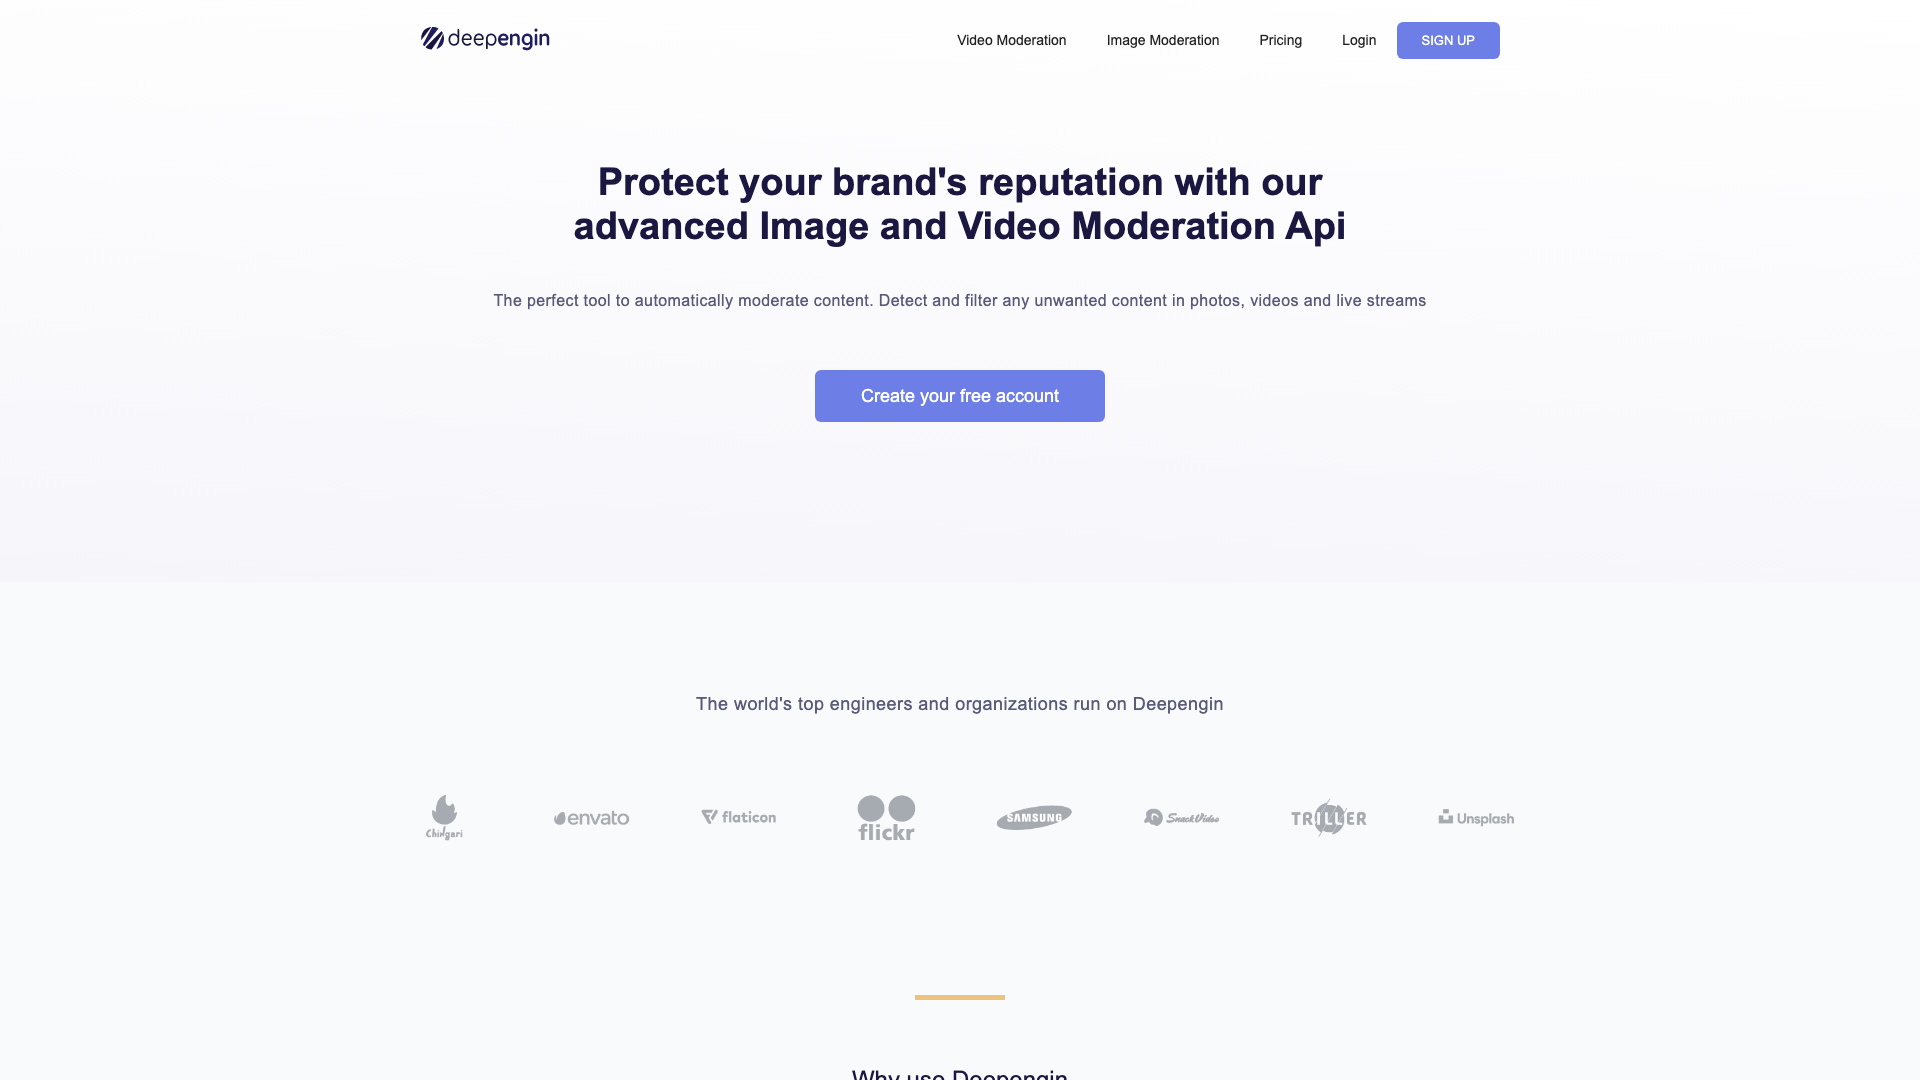 deepengin
Video Moderation
Image Moderation
Pricing
Login
SIGN UP
Protect your brand's reputation with our
advanced Image and Video Moderation Api
The perfect tool to automatically moderate content. Detect and filter any unwanted content in photos, videos and live streams
Create your free account
The world's top engineers and organizations run on Deepengin
Chingari
envato
flaticon
flickr
SAMSUNG
SnackVideo
TRILLER
Unsplash
Why use Deepengin